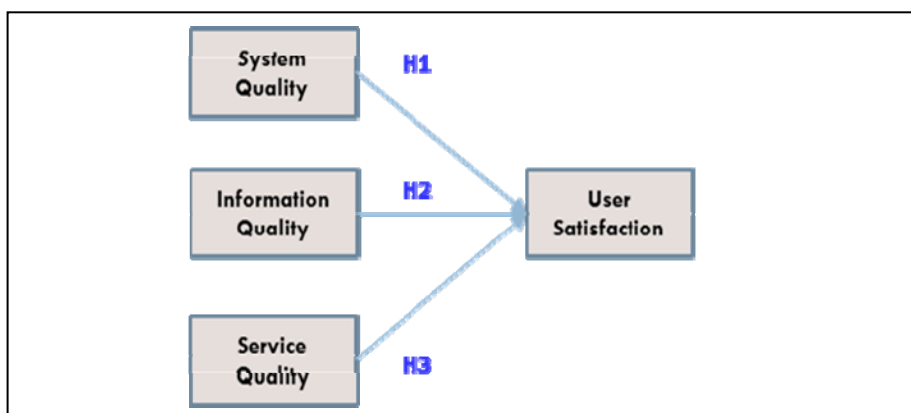 System
Quality
H1
Information
Quality
H2
User
Satisfaction
Service
Quality
H3